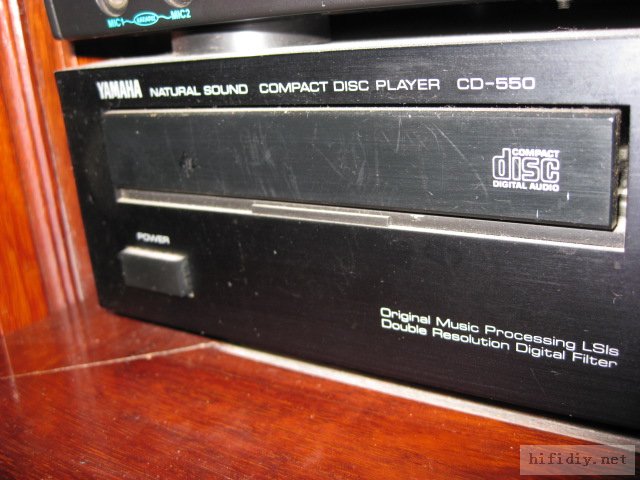 MIC1 KARAOKE MIC2
YAMAHA NATURAL SOUND COMPACT DISC PLAYER CD-550
COMPACT
disc
DIGITAL AUDIO
POWER
Original Music Processing LSIs
Double Resolution Digital Filter
hifidiy.net